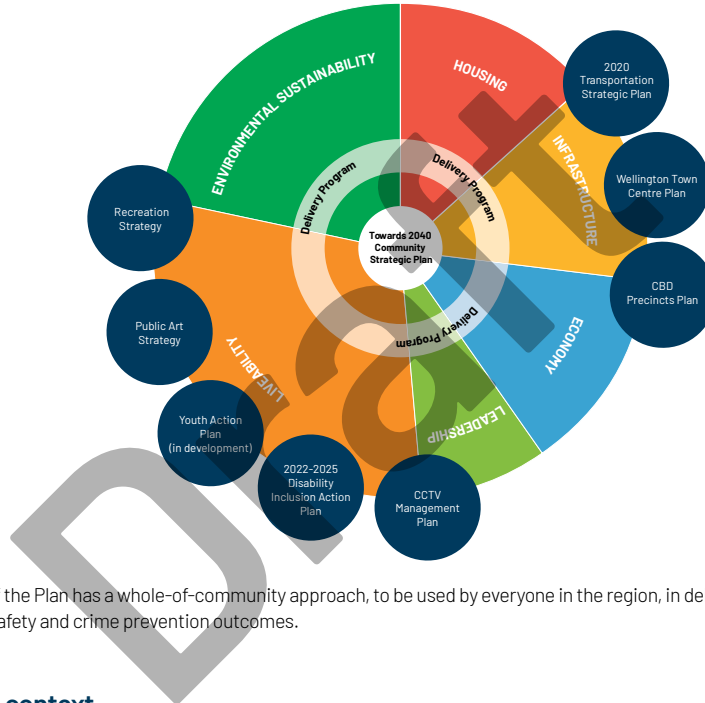 ENVIRONMENTAL SUSTAINABILITY
HOUSING
2020
Transportation
Strategic Plan
INFRASTRUCTURE
Wellington Town
Centre Plan
CBD
Precincts Plan
Delivery Program
Delivery Program
Delivery Program
Towards 2040
Community
Strategic Plan
Recreation
Strategy
Public Art
Strategy
LIVEABILITY
ECONOMY
LEADERSHIP
Youth Action
Plan
(in development)
2022-2025
Disability
Inclusion Action
Plan
CCTV
Management
Plan
Draft
the Plan has a whole-of-community approach, to be used by everyone in the region, in de
afety and crime prevention outcomes.
context